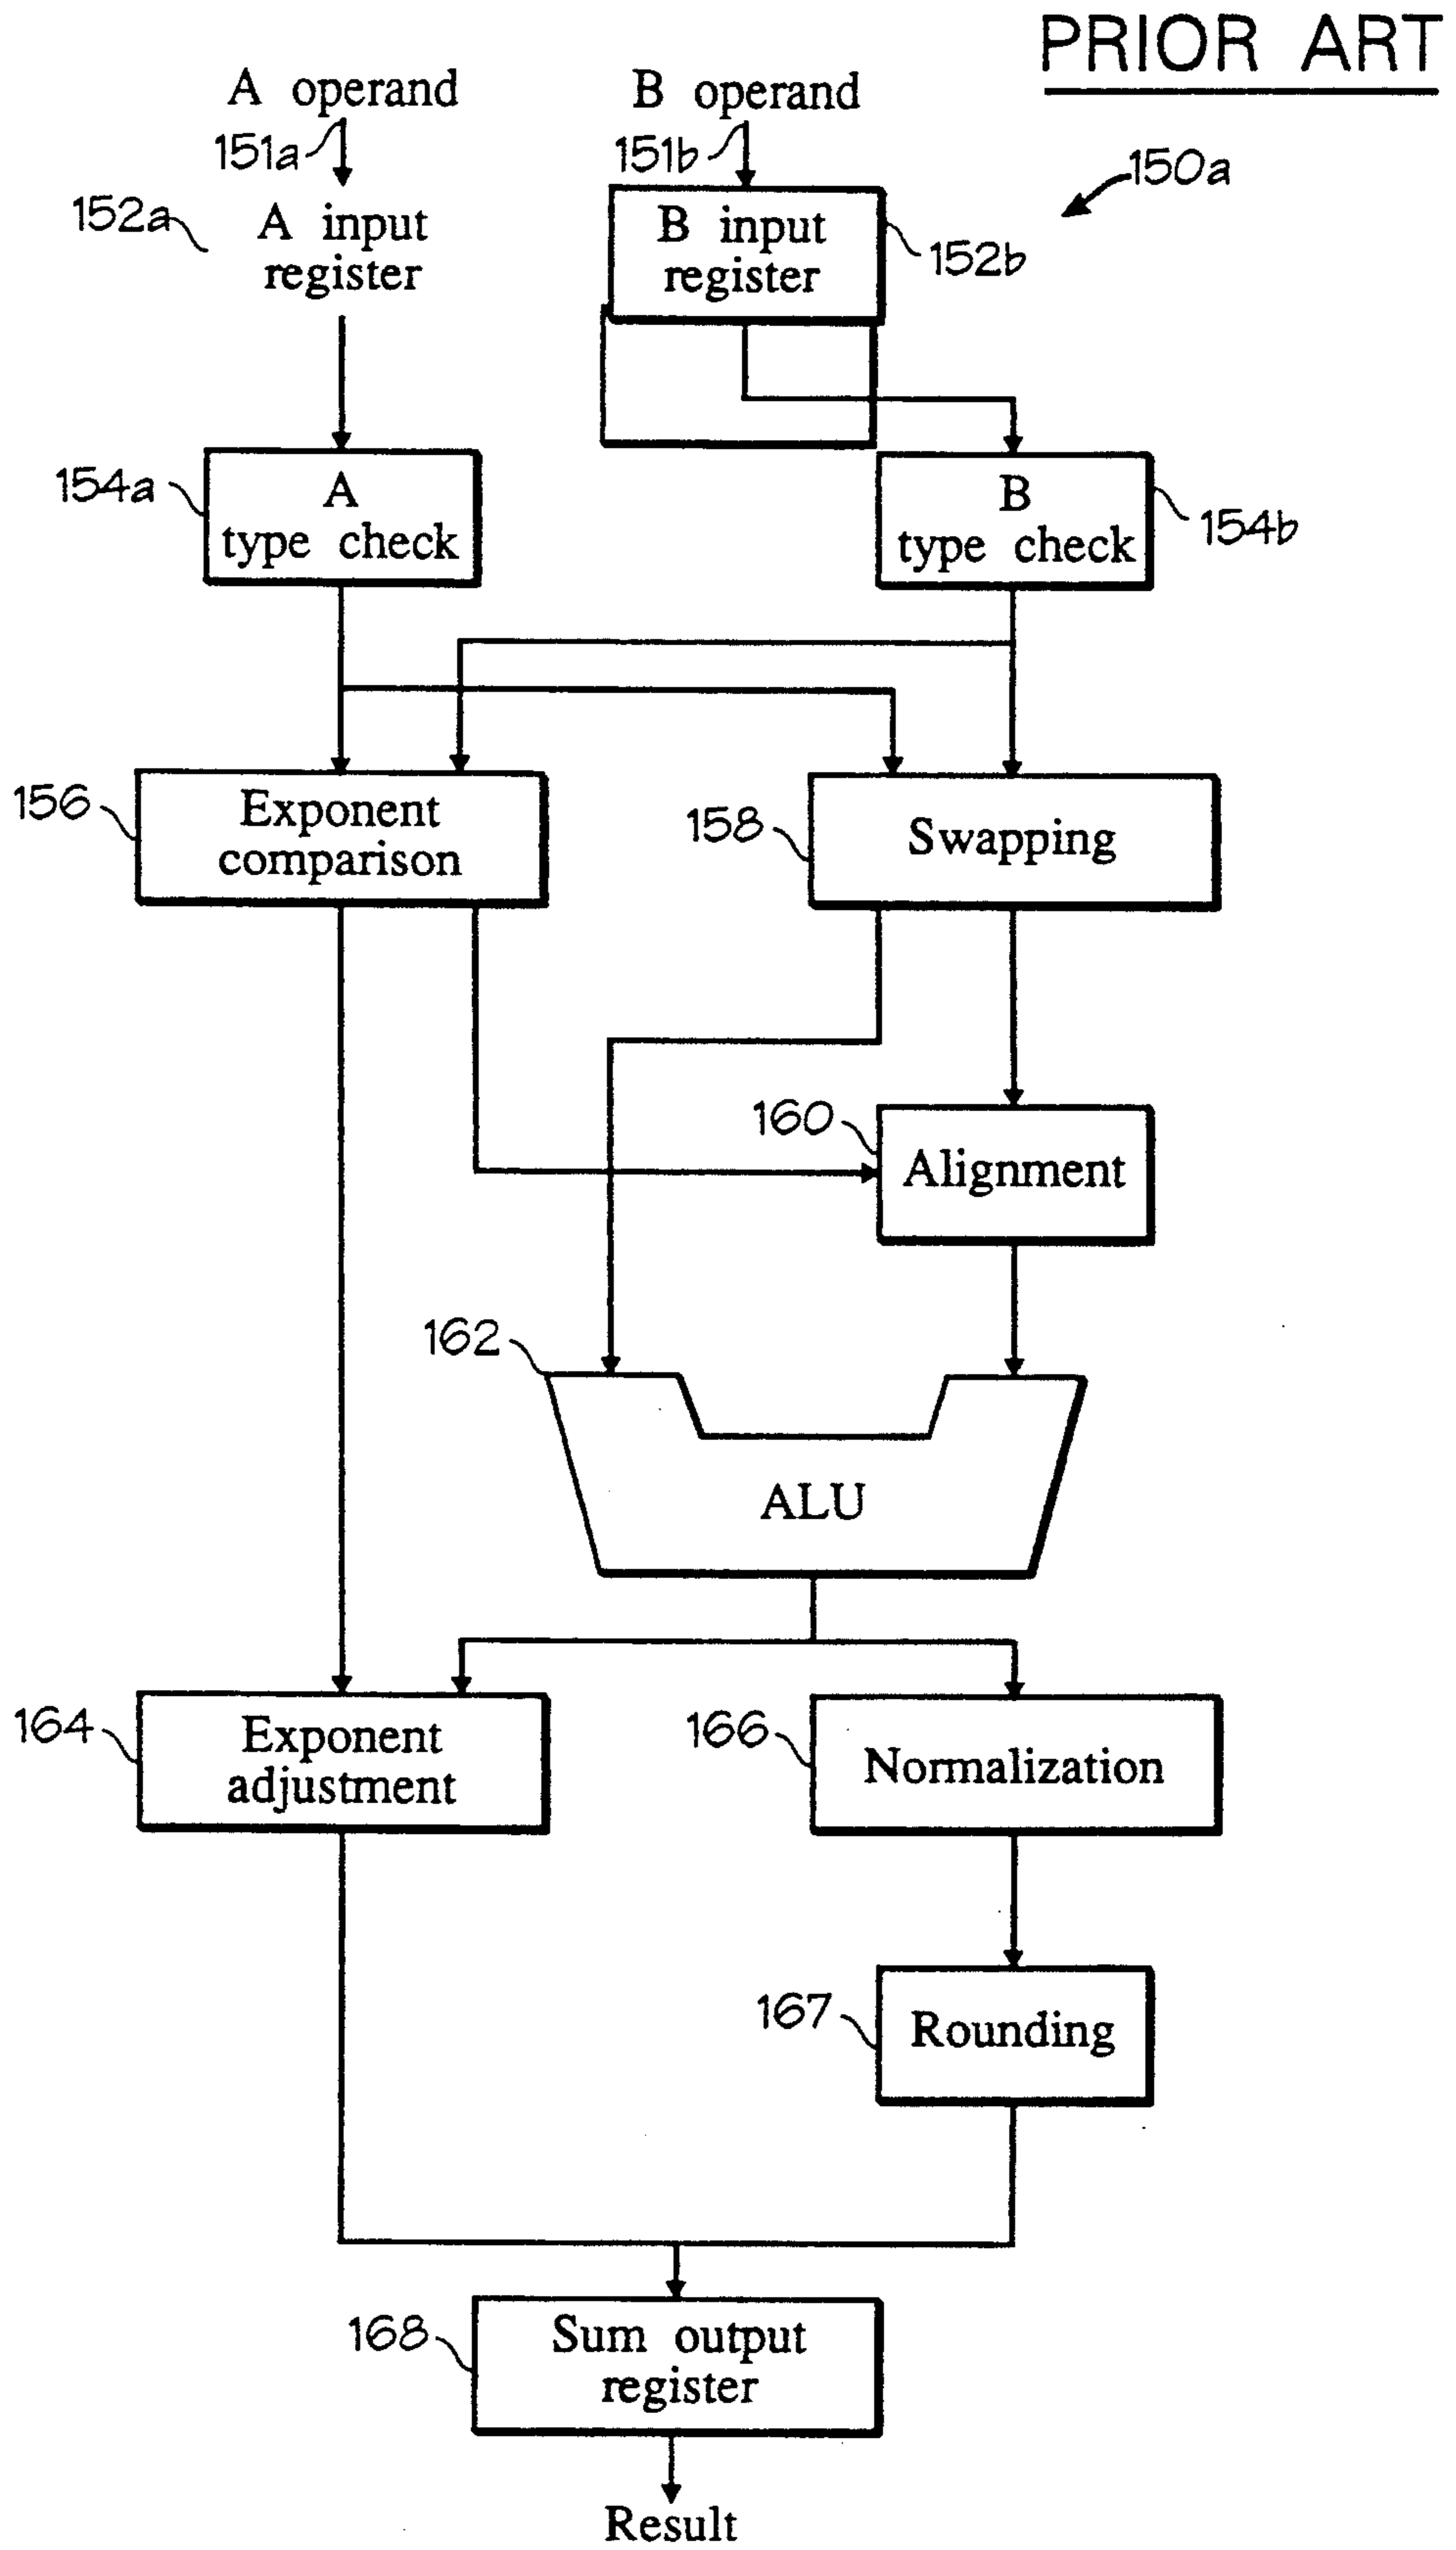 PRIOR ART
A operand
B operand
151a
151b
150a
152a
A input
register
B input
register
152b
154a
A
type check
B
type check
154b
156
Exponent
comparison
158
Swapping
160
Alignment
162
ALU
164
Exponent
adjustment
166
Normalization
167
Rounding
168
Sum output
register
Result